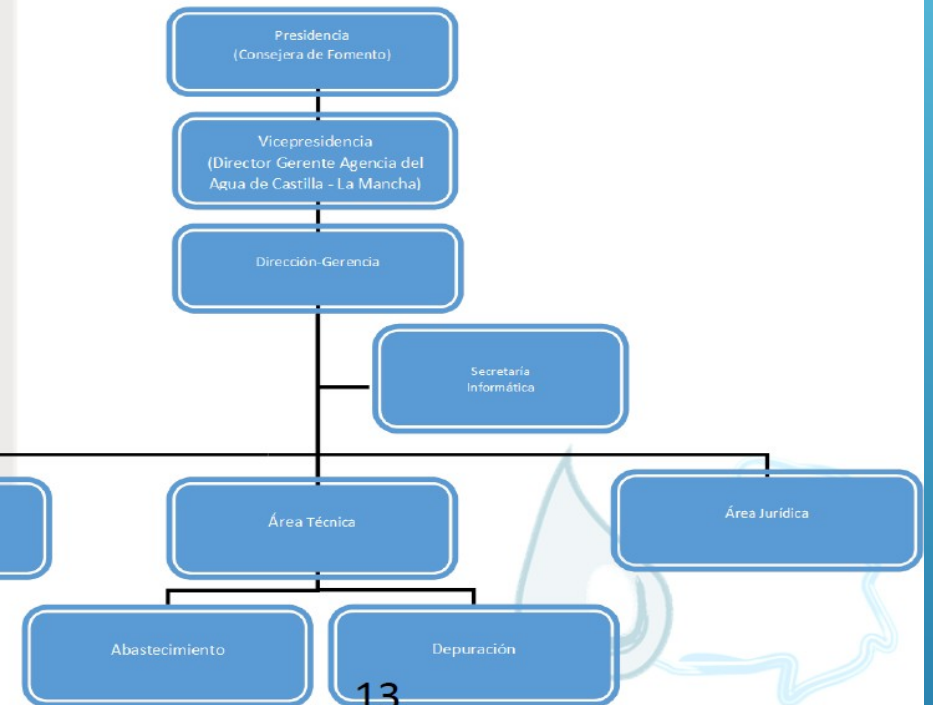 Presidencia
(Consejera de Fomento)
Vicepresidencia
(Director Gerente Agencia del
Agua de Castilla - La Mancha)
Dirección-Gerencia
Secretaría
Informática
Área Técnica
Área Jurídica
Abastecimiento
Depuración
13